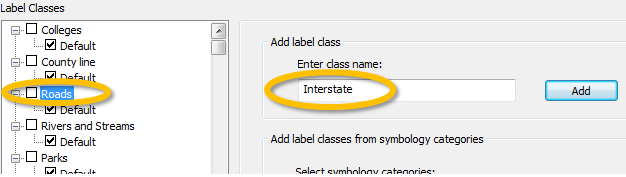 Label Classes
Colleges
Default
County line
Default
Roads
Default
Rivers and Streams
Default
Parks
Default
Add label class
Enter class name:
Interstate
Add
Add label classes from symbology categories
Select symbology categories: